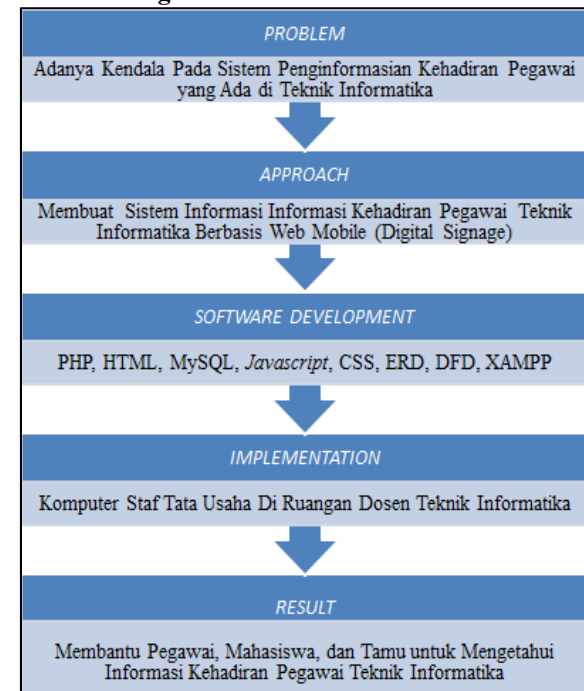 PROBLEM
Adanya Kendala Pada Sistem Penginformasian Kehadiran Pegawai
yang Ada di Teknik Informatika
APPROACH
Membuat Sistem Informasi Informasi Kehadiran Pegawai Teknik
Informatika Berbasis Web Mobile (Digital Signage)
SOFTWARE DEVELOPMENT
PHP, HTML, MySQL, Javascript, CSS, ERD, DFD, XAMPP
IMPLEMENTATION
Komputer Staf Tata Usaha Di Ruangan Dosen Teknik Informatika
RESULT
Membantu Pegawai, Mahasiswa, dan Tamu untuk Mengetahui
Informasi Kehadiran Pegawai Teknik Informatika